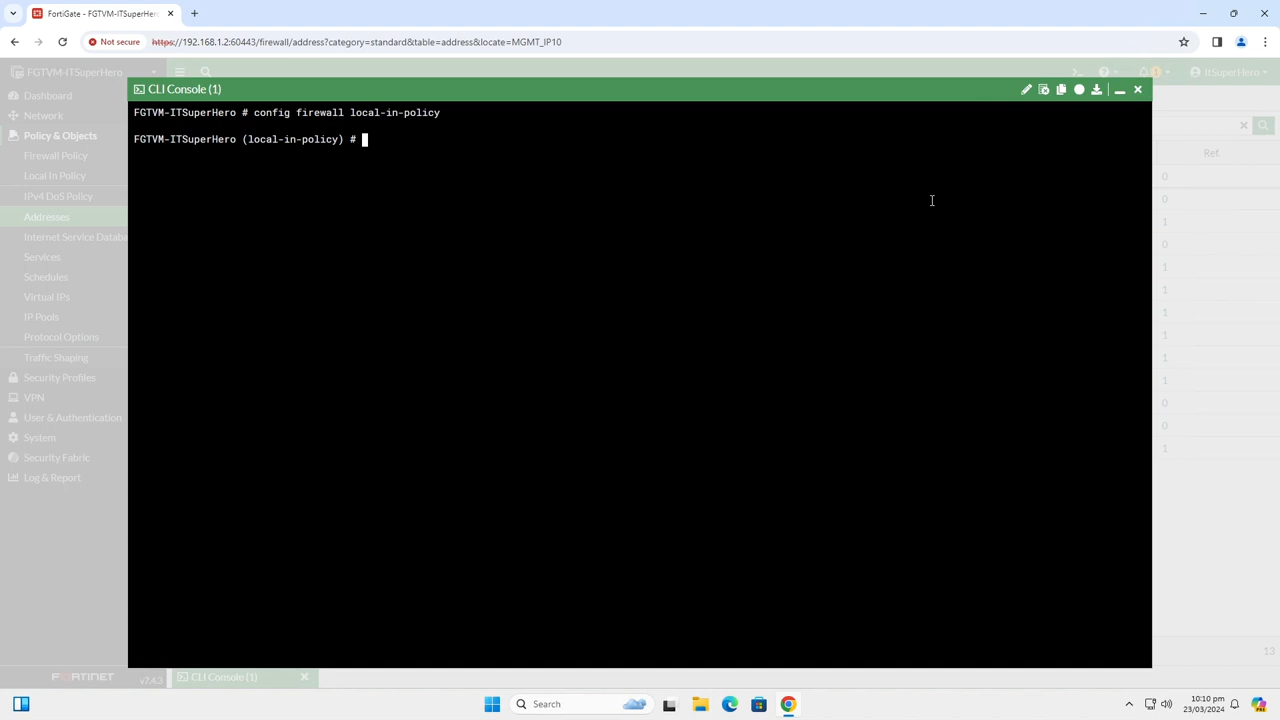 FortiGate - FGTVM-ITSuperHero
Not secure
https://192.168.1.2:60443/firewall/address?category=standard&table=address&locate=MGMT_IP10
FGTVM-ITSuperHero
1
ItSuperHero
CLI Console (1)
FGTVM-ITSuperHero # config firewall local-in-policy
FGTVM-ITSuperHero (local-in-policy) #
Dashboard
Network
Policy & Objects
Firewall Policy
Local In Policy
IPv4 DoS Policy
Addresses
Internet Service Databa
Services
Schedules
Virtual IPs
IP Pools
Protocol Options
Traffic Shaping
Security Profiles
VPN
User & Authentication
System
Security Fabric
Log & Report
Ref.
0
0
1
0
1
1
1
1
1
1
0
0
1
13
FORTINET
v7.4.3
CLI Console (1)
Search
10:10 pm
23/03/2024